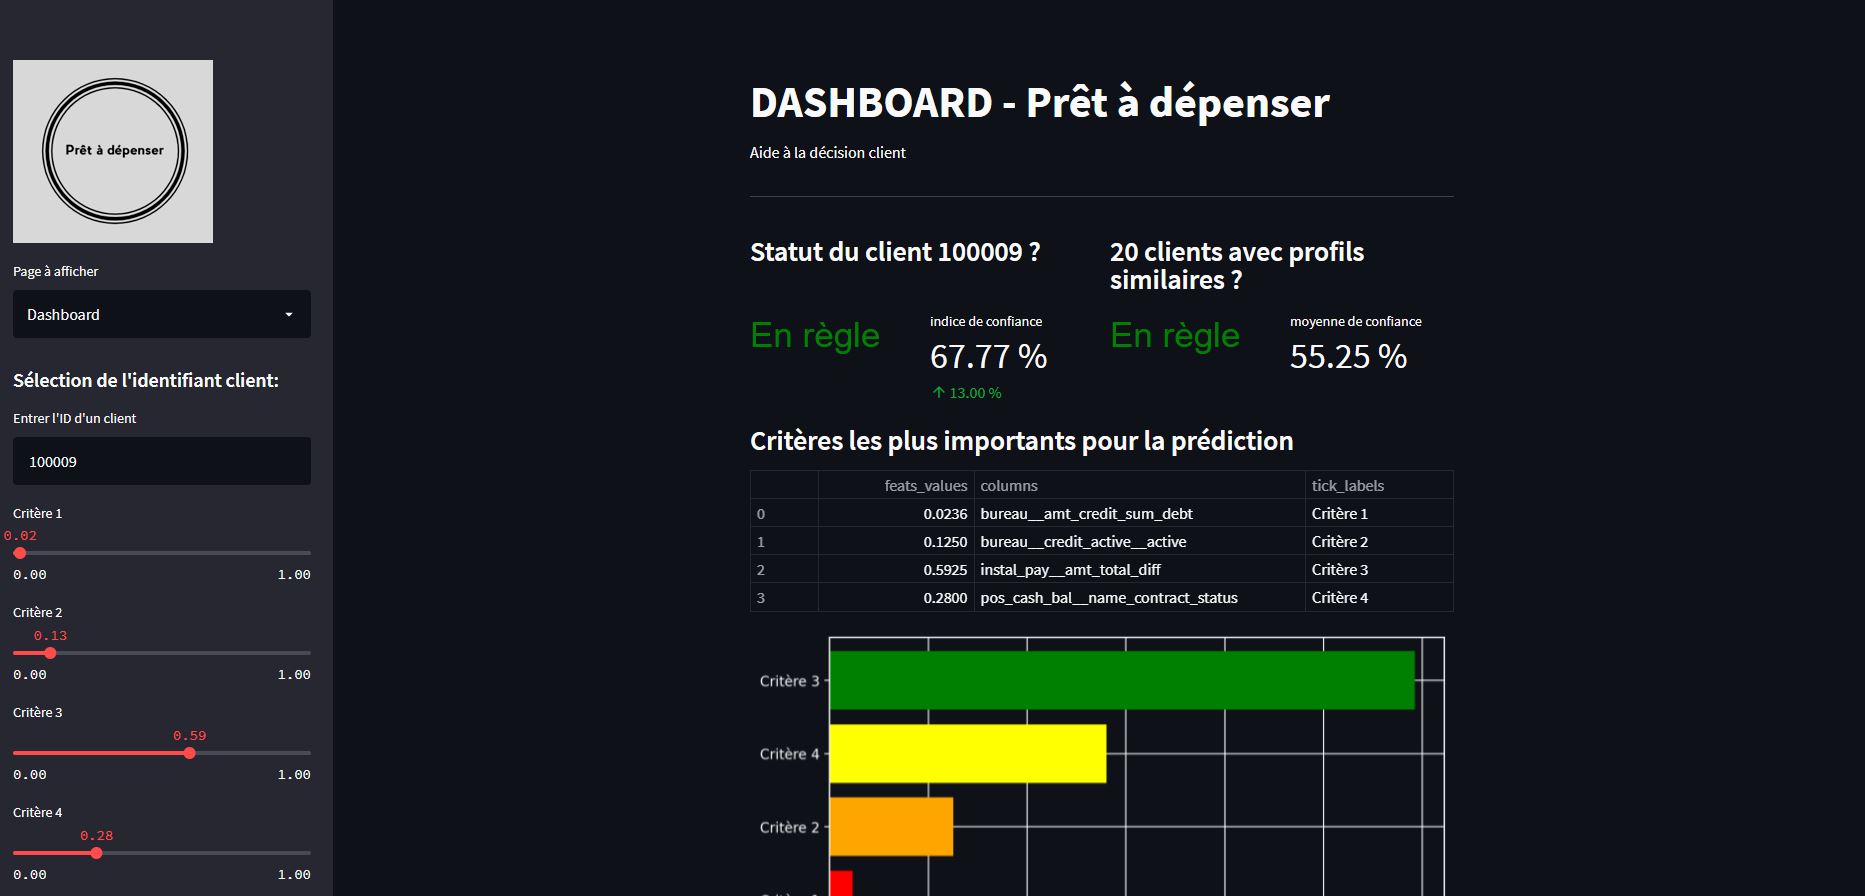 Prêt à dépenser
Page à afficher
Dashboard
Sélection de l'identifiant client:
Entrer l'ID d'un client
100009
Critère 1
0.02
0.00 1.00
Critère 2
0.13
0.00 1.00
Critère 3
0.59
0.00 1.00
Critère 4
0.28
0.00 1.00
DASHBOARD - Prêt à dépenser
Aide à la décision client
Statut du client 100009 ?
En règle
indice de confiance
67.77 %
↑ 13.00 %
20 clients avec profils
similaires ?
En règle
moyenne de confiance
55.25 %
Critères les plus importants pour la prédiction
feats_values columns tick_labels
0 0.0236 bureau__amt_credit_sum_debt Critère 1
1 0.1250 bureau__credit_active__active Critère 2
2 0.5925 instal_pay__amt_total_diff Critère 3
3 0.2800 pos_cash_bal__name_contract_status Critère 4
Critère 3
Critère 4
Critère 2